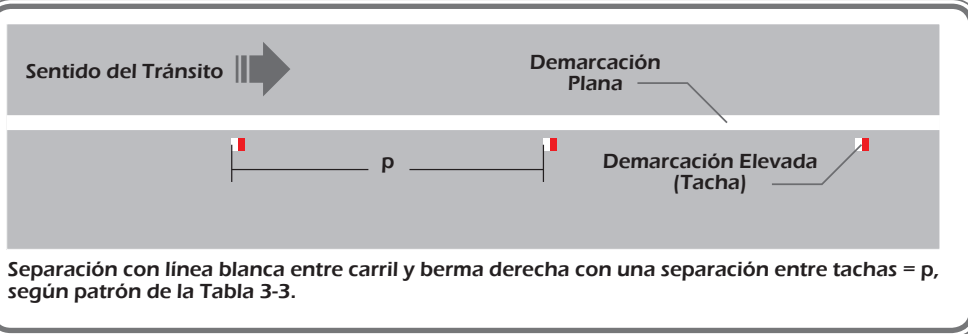 Sentido del Tránsito
Demarcación
Plana
p
Demarcación Elevada
(Tacha)
Separación con línea blanca entre carril y berma derecha con una separación entre tachas = p,
según patrón de la Tabla 3-3.